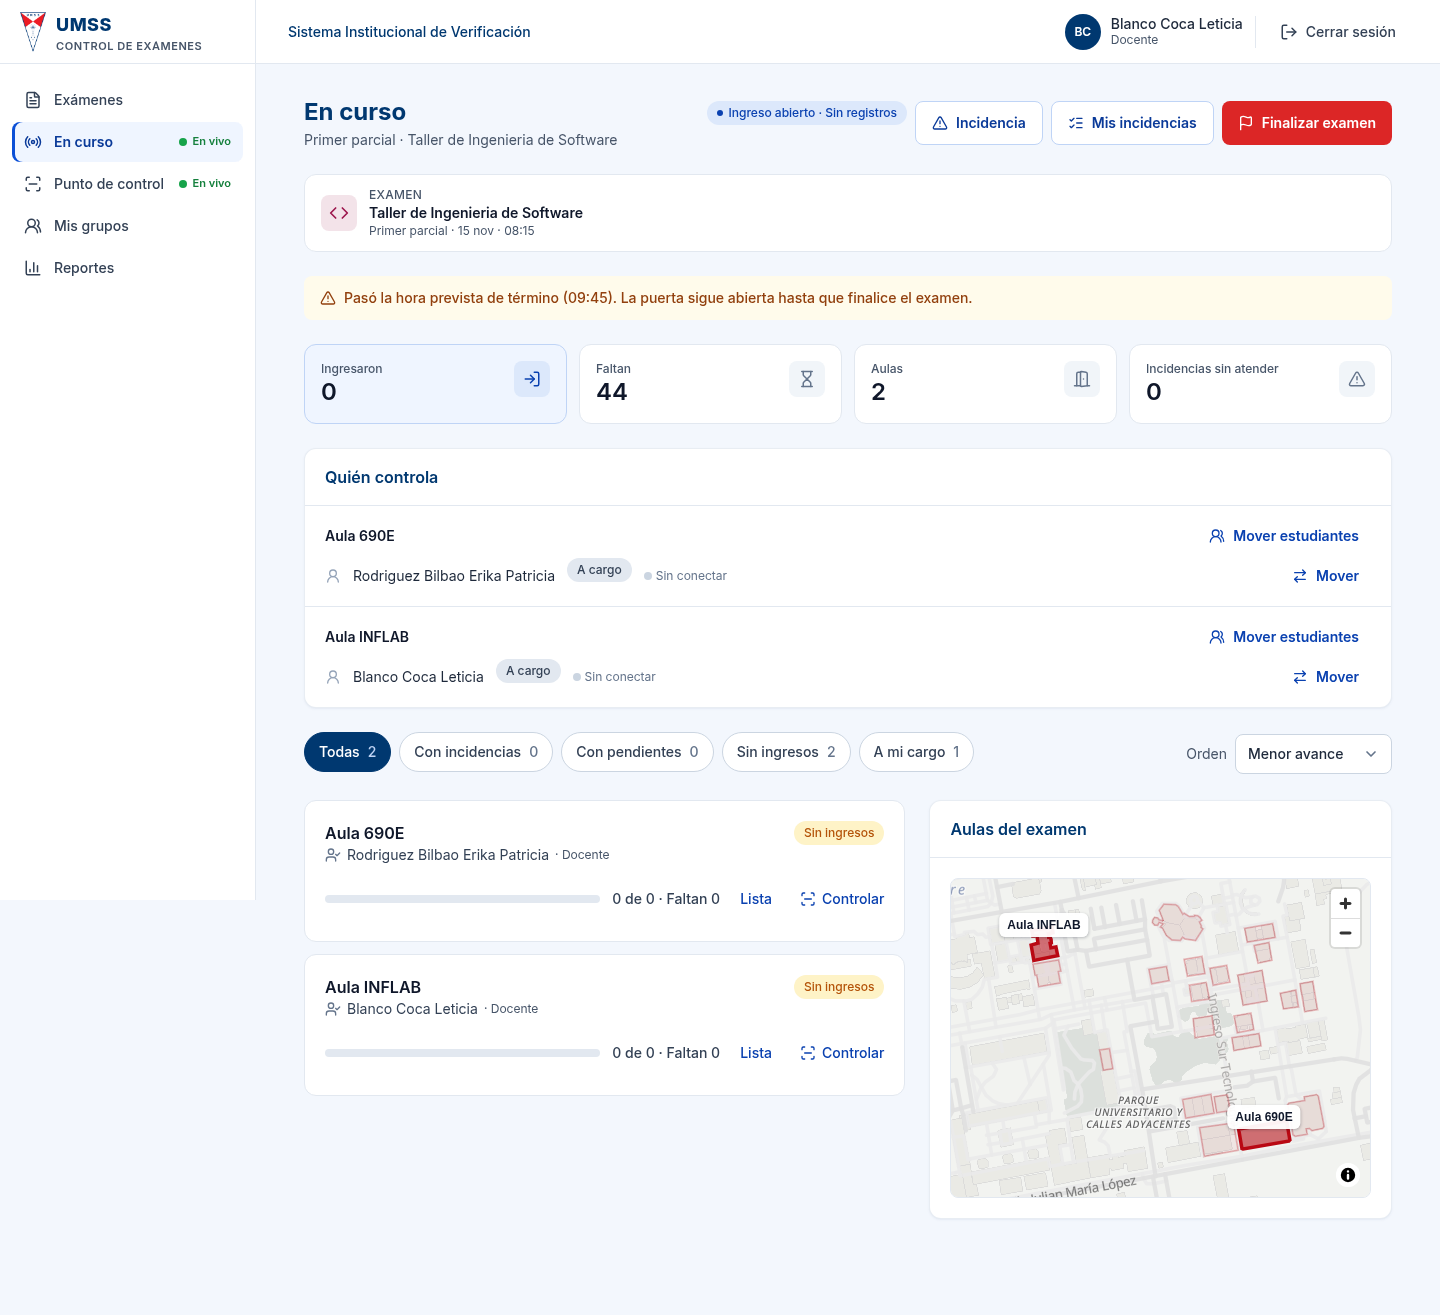 UMSS
CONTROL DE EXÁMENES
Sistema Institucional de Verificación
BC
Blanco Coca Leticia
Docente
Cerrar sesión
Exámenes
En curso
En vivo
Punto de control
En vivo
Mis grupos
Reportes
En curso
Primer parcial · Taller de Ingenieria de Software
Ingreso abierto · Sin registros
Incidencia
Mis incidencias
Finalizar examen
EXAMEN
Taller de Ingenieria de Software
Primer parcial · 15 nov · 08:15
Pasó la hora prevista de término (09:45). La puerta sigue abierta hasta que finalice el examen.
Ingresaron
0
Faltan
44
Aulas
2
Incidencias sin atender
0
Quién controla
Aula 690E
Mover estudiantes
Rodriguez Bilbao Erika Patricia
A cargo
Sin conectar
Mover
Aula INFLAB
Mover estudiantes
Blanco Coca Leticia
A cargo
Sin conectar
Mover
Todas 2
Con incidencias 0
Con pendientes 0
Sin ingresos 2
A mi cargo 1
Orden
Menor avance
Aula 690E
Sin ingresos
Rodriguez Bilbao Erika Patricia · Docente
0 de 0 · Faltan 0
Lista
Controlar
Aula INFLAB
Sin ingresos
Blanco Coca Leticia · Docente
0 de 0 · Faltan 0
Lista
Controlar
Aulas del examen
re
Aula INFLAB
Ingreso Sur Tecnol
PARQUE
UNIVERSITARIO Y
CALLES ADYACENTES
Aula 690E
Julian María López